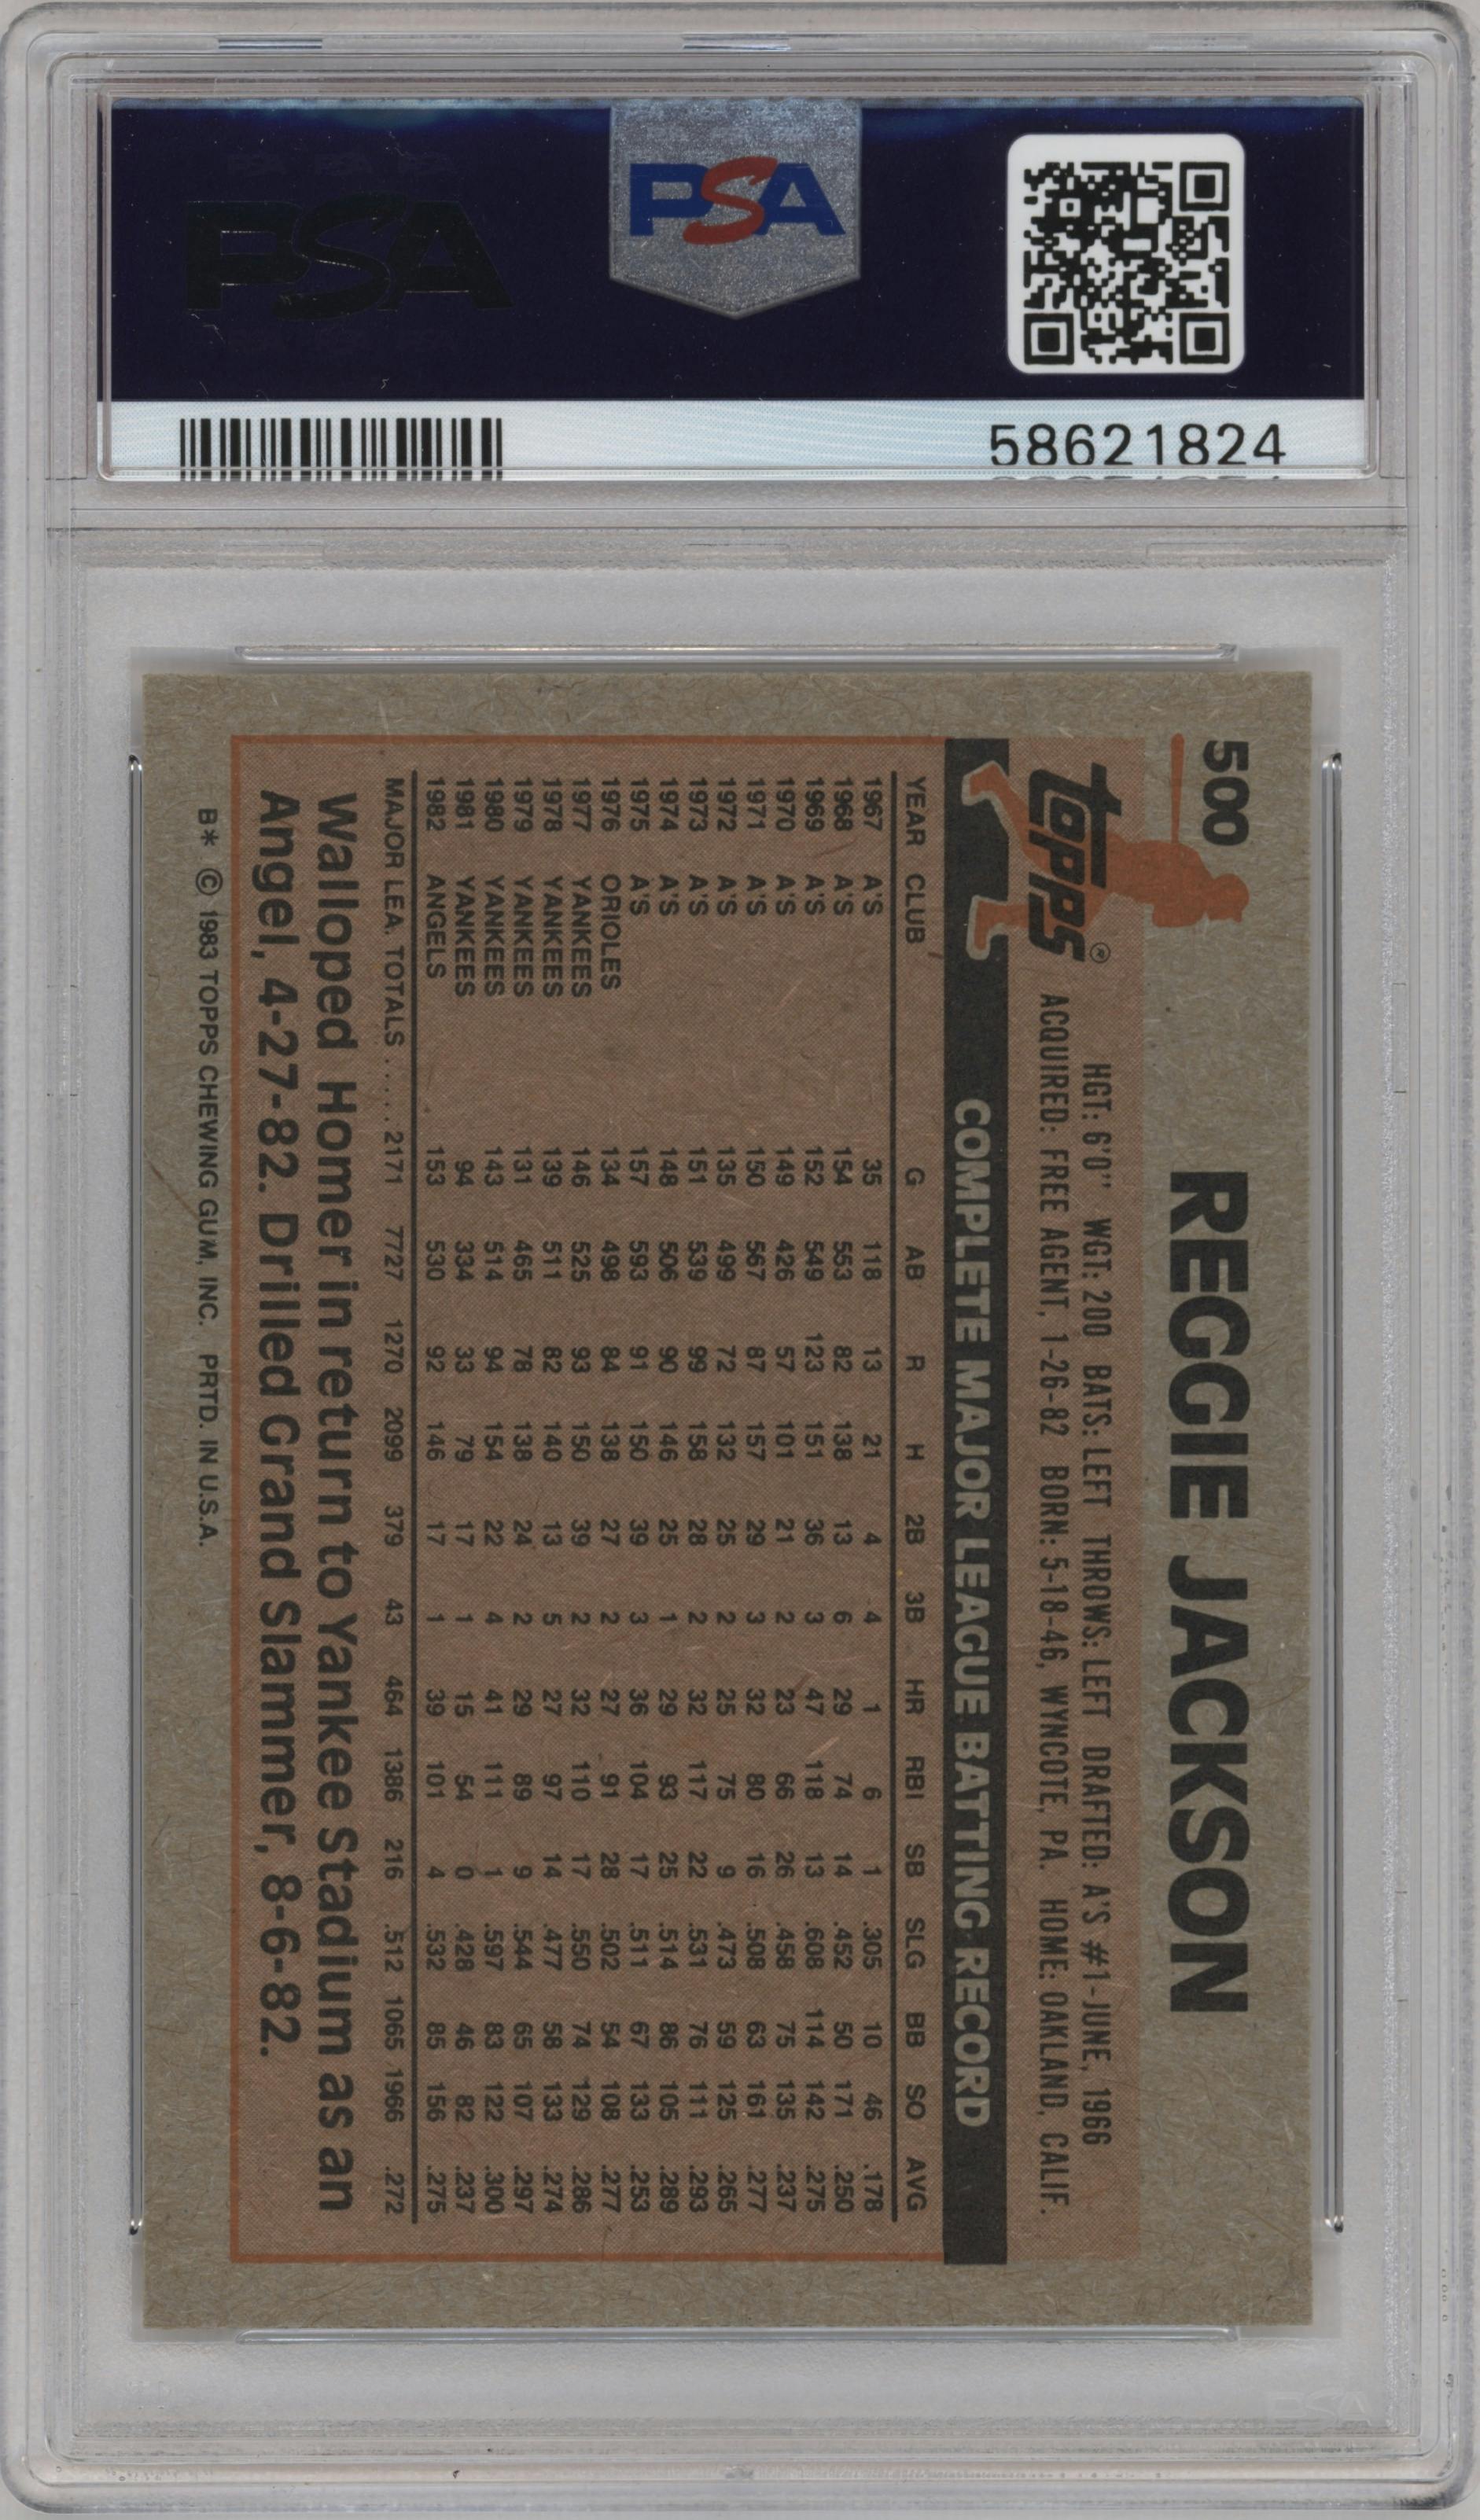 PSA
PSA
58621824
500
REGGIE JACKSON
Topps®
HGT: 6'0" WGT: 200 BATS: LEFT THROWS: LEFT DRAFTED: A'S #1-JUNE, 1966
ACQUIRED: FREE AGENT, 1-26-82 BORN: 5-18-46, WYNCOTE, PA. HOME: OAKLAND, CALIF.
COMPLETE MAJOR LEAGUE BATTING RECORD
YEAR CLUB G AB R H 2B 3B HR RBI SB SLG BB SO AVG
1967 A'S 35 118 13 21 4 4 1 6 1 .305 10 46 .178
1968 A'S 154 553 82 138 13 6 29 74 14 .452 50 171 .250
1969 A'S 152 549 123 151 36 3 47 118 13 .608 114 142 .275
1970 A'S 149 426 57 101 21 2 23 66 26 .458 75 135 .237
1971 A'S 150 567 87 157 29 3 32 80 16 .508 63 161 .277
1972 A'S 135 499 72 132 25 2 25 75 9 .473 59 125 .265
1973 A'S 151 539 99 158 28 2 32 117 22 .531 76 111 .293
1974 A'S 148 506 90 146 25 1 29 93 25 .514 86 105 .289
1975 A'S 157 593 91 150 39 3 36 104 17 .511 67 133 .253
1976 ORIOLES 134 498 84 138 27 2 27 91 28 .502 54 108 .277
1977 YANKEES 146 525 93 150 39 2 32 110 17 .550 74 129 .286
1978 YANKEES 139 511 82 140 13 5 27 97 14 .477 58 133 .274
1979 YANKEES 131 465 78 138 24 2 29 89 9 .544 65 107 .297
1980 YANKEES 143 514 94 154 22 4 41 111 1 .597 83 122 .300
1981 YANKEES 94 334 33 79 17 1 15 54 0 .428 46 82 .237
1982 ANGELS 153 530 92 146 17 1 39 101 4 .532 85 156 .275
MAJOR LEA. TOTALS ...... 2171 7727 1270 2099 379 43 464 1386 216 .512 1065 1966 .272
Walloped Homer in return to Yankee Stadium as an
Angel, 4-27-82. Drilled Grand Slammer, 8-6-82.
B* © 1983 TOPPS CHEWING GUM, INC. PRTD. IN U.S.A.
PSA